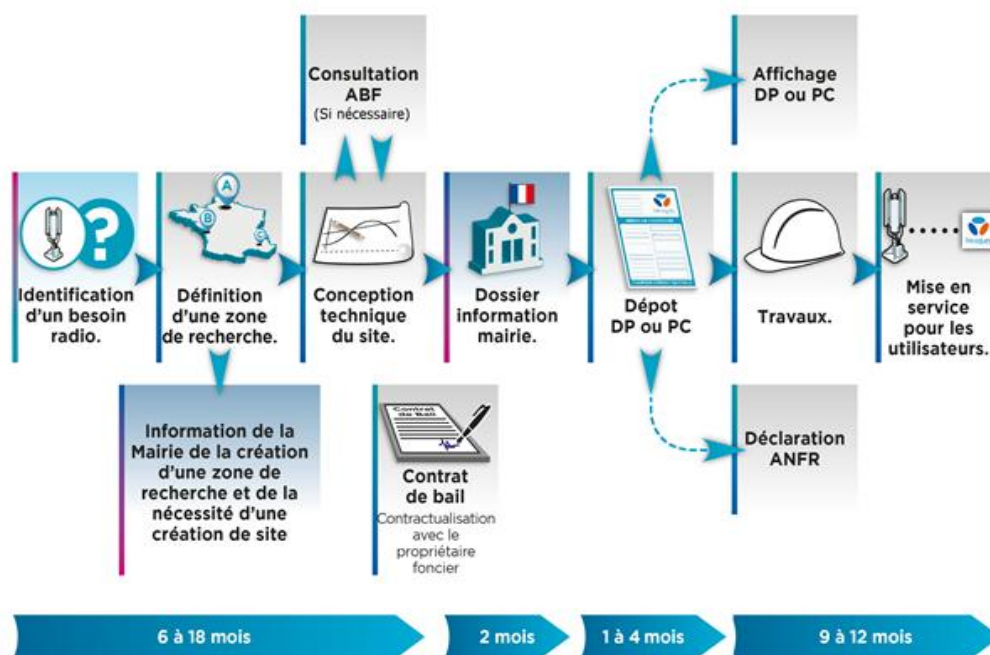 Consultation
ABF
(Si nécessaire)
Affichage
DP ou PC
Identification
d'un besoin
radio.
A
B
C
Définition
d'une zone
de recherche.
Conception
technique
du site.
Dossier
information
mairie.
Dépot
DP ou PC
Travaux.
Mise en
service
pour les
utilisateurs.
Information de la
Mairie de la création
d'une zone de
recherche et de la
nécessité d'une
création de site
Contrat
de Bail
Contrat
de bail
Contractualisation
avec le
propriétaire
foncier
Déclaration
ANFR
6 à 18 mois
2 mois
1 à 4 mois
9 à 12 mois